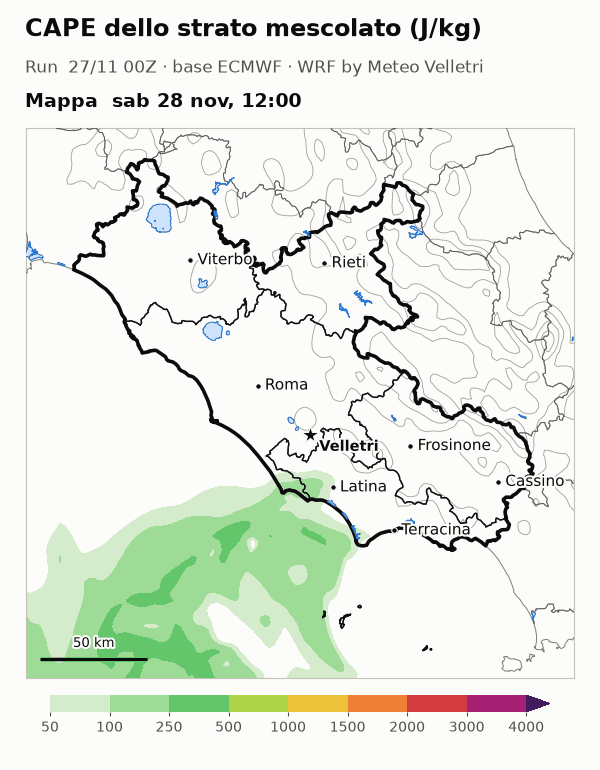 CAPE dello strato mescolato (J/kg)
Run  27/11 00Z · base ECMWF · WRF by Meteo Velletri
Mappa  sab 28 nov, 12:00
Viterbo
Rieti
Roma
Velletri
Frosinone
Cassino
Latina
Terracina
50 km
50 100 250 500 1000 1500 2000 3000 4000